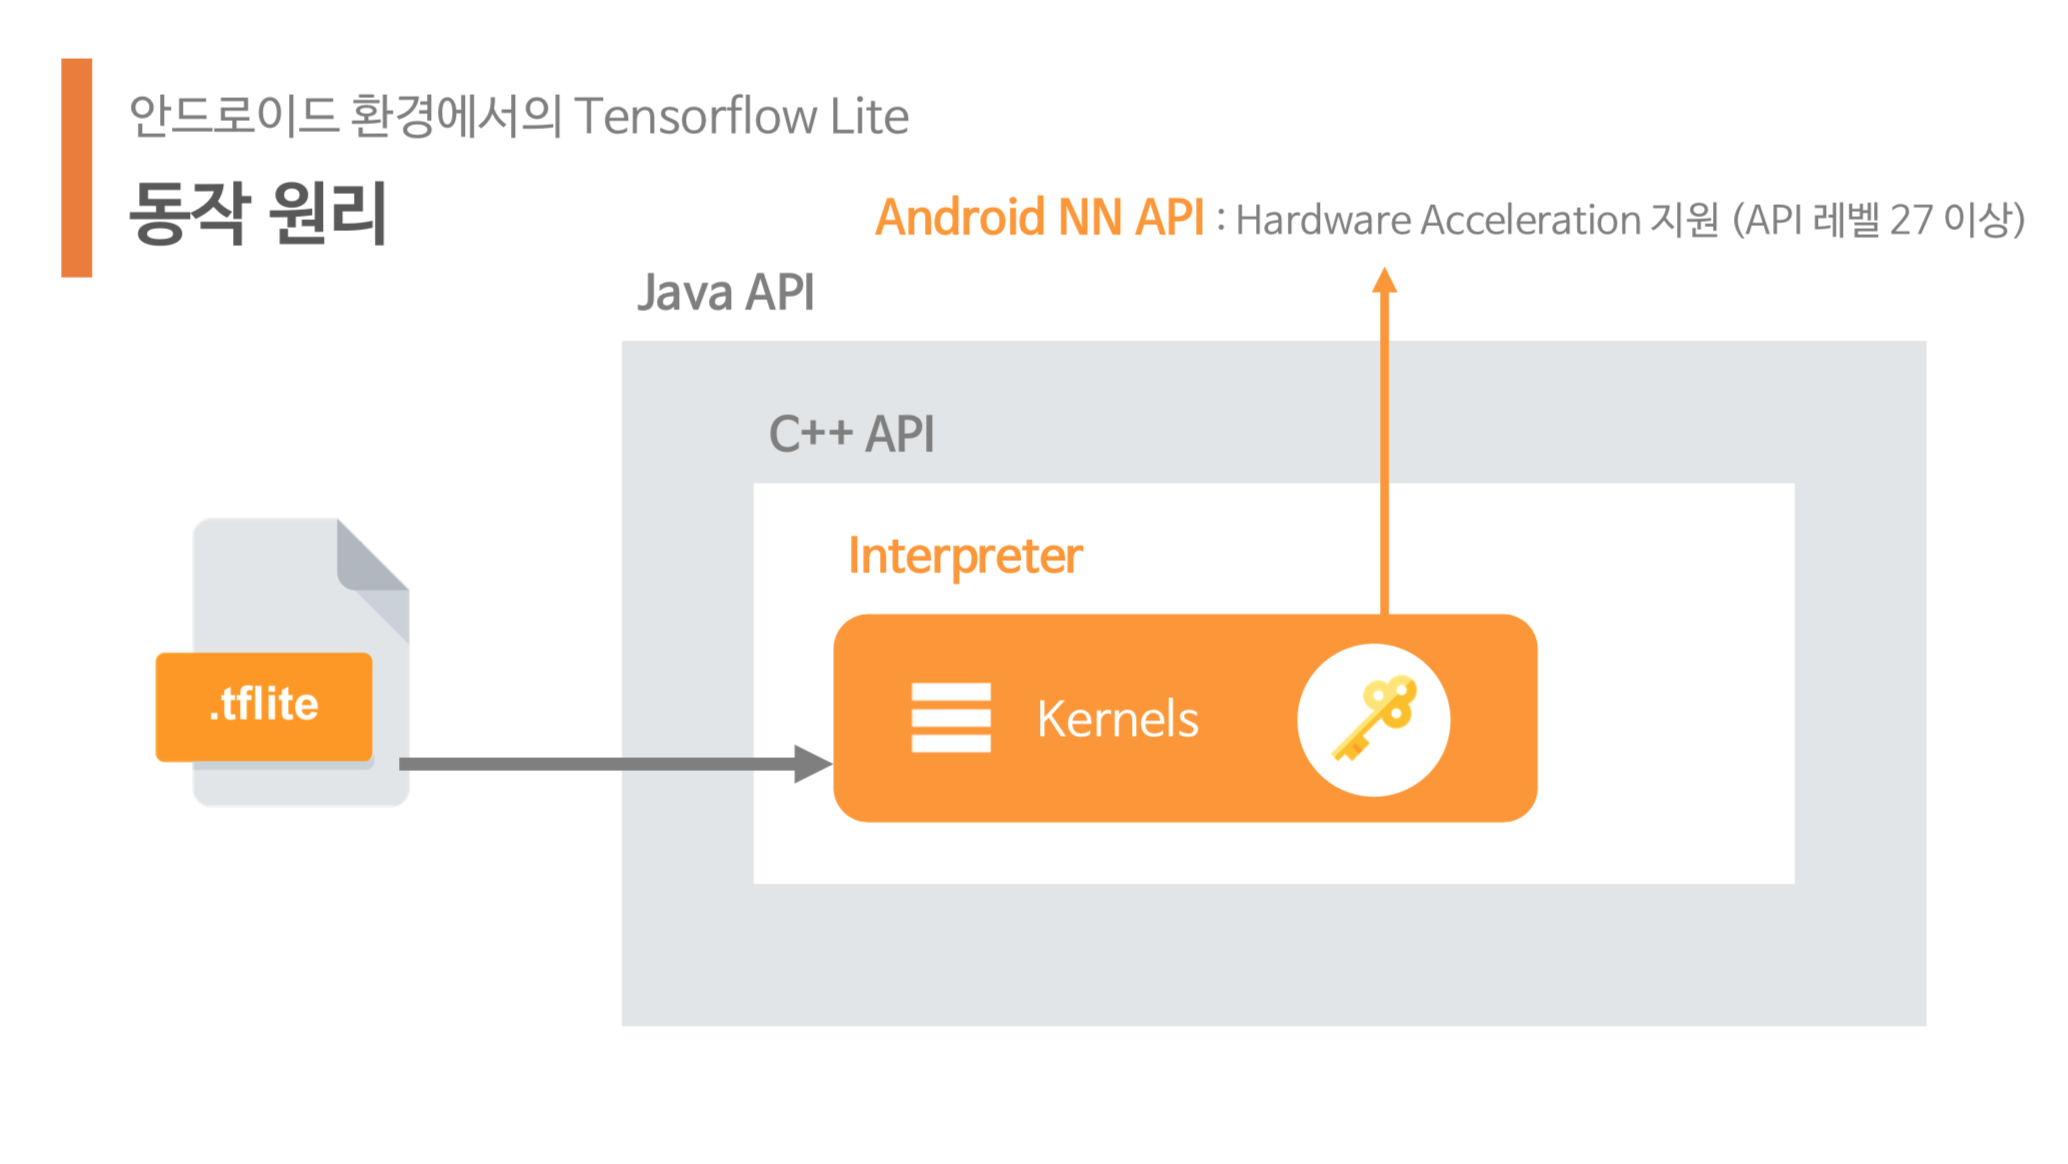 안드로이드 환경에서의 Tensorflow Lite
동작 원리
Android NN API : Hardware Acceleration 지원 (API 레벨 27 이상)
Java API
C++ API
Interpreter
.tflite
Kernels